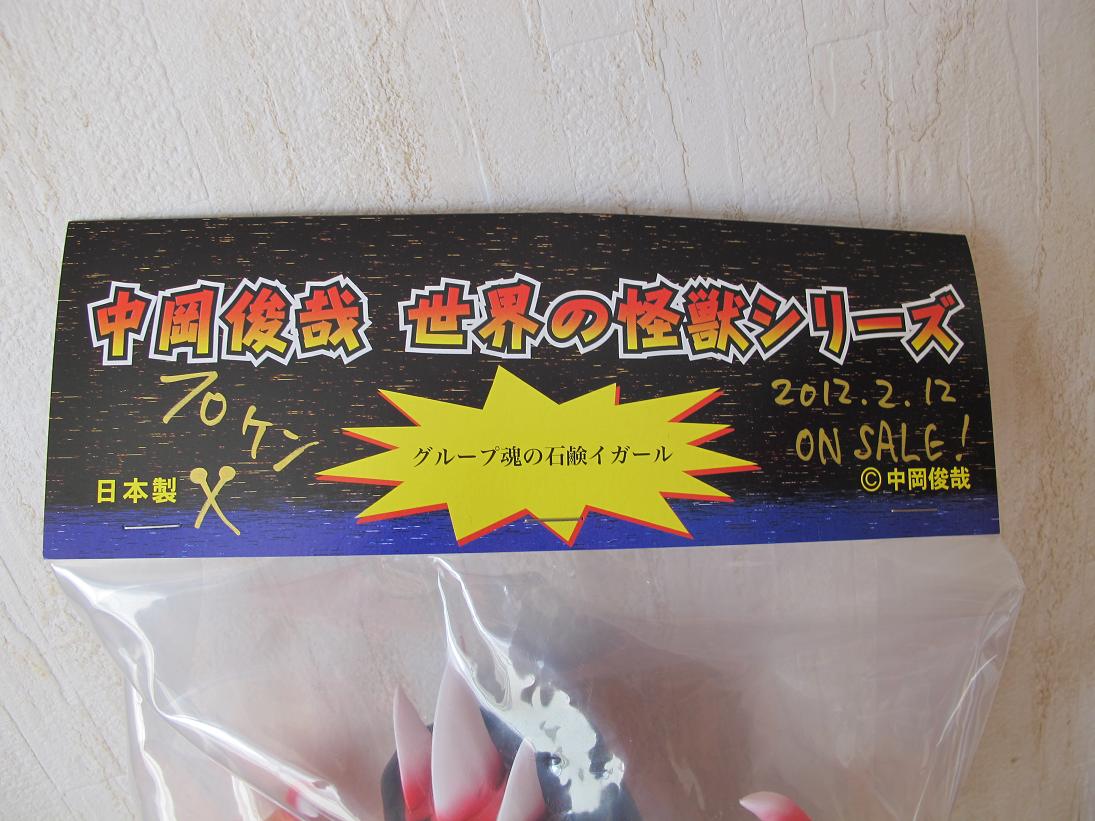 中岡俊哉 世界の怪獣シリーズ
フロケン
2012.2.12
ON SALE!
グループ魂の石鹸イガール
日本製
©中岡俊哉